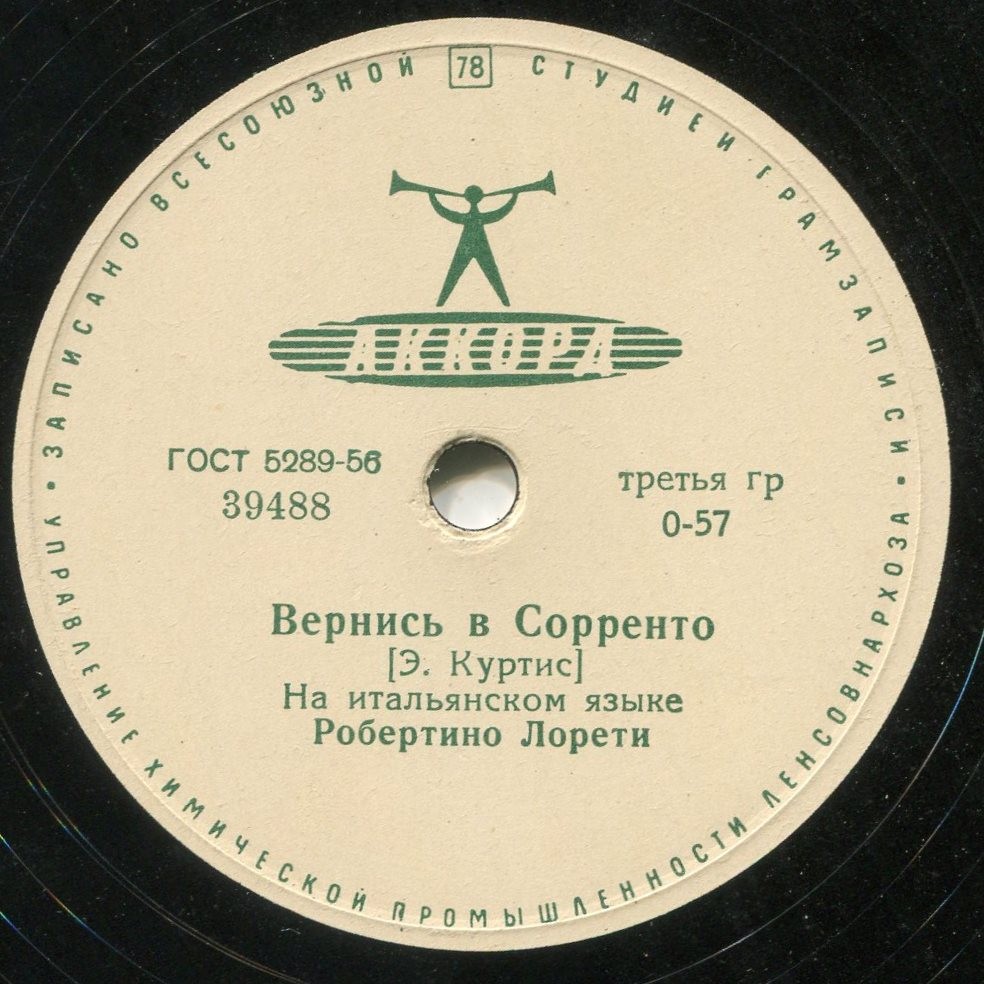 ЗАПИСАНО ВСЕСОЮЗНОЙ 78 СТУДИЕЙ ГРАМЗАПИСИ
АККОРД
ГОСТ 5289-56
39488
третья гр
0-57
Вернись в Сорренто
[Э. Куртис]
На итальянском языке
Робертино Лорети
УПРАВЛЕНИЕ ХИМИЧЕСКОЙ ПРОМЫШЛЕННОСТИ ЛЕНСОВНАРХОЗА